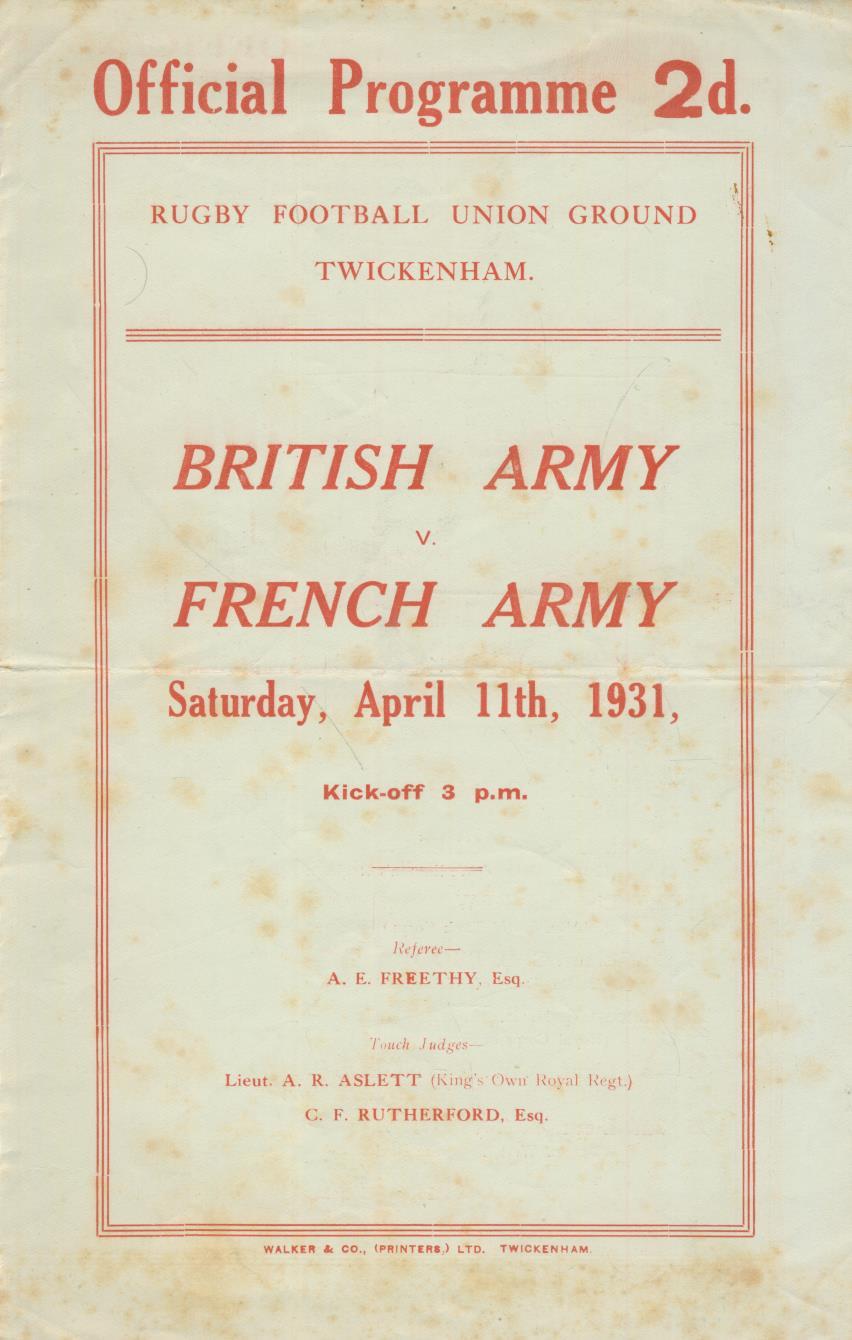 Official Programme 2d.
RUGBY FOOTBALL UNION GROUND
TWICKENHAM.
BRITISH ARMY
V.
FRENCH ARMY
Saturday, April 11th, 1931,
Kick-off 3 p.m.
Referee—
A. E. FREETHY, Esq.
Touch Judges—
Lieut. A. R. ASLETT (King's Own Royal Regt.)
C. F. RUTHERFORD, Esq.
WALKER & CO., (PRINTERS,) LTD. TWICKENHAM.